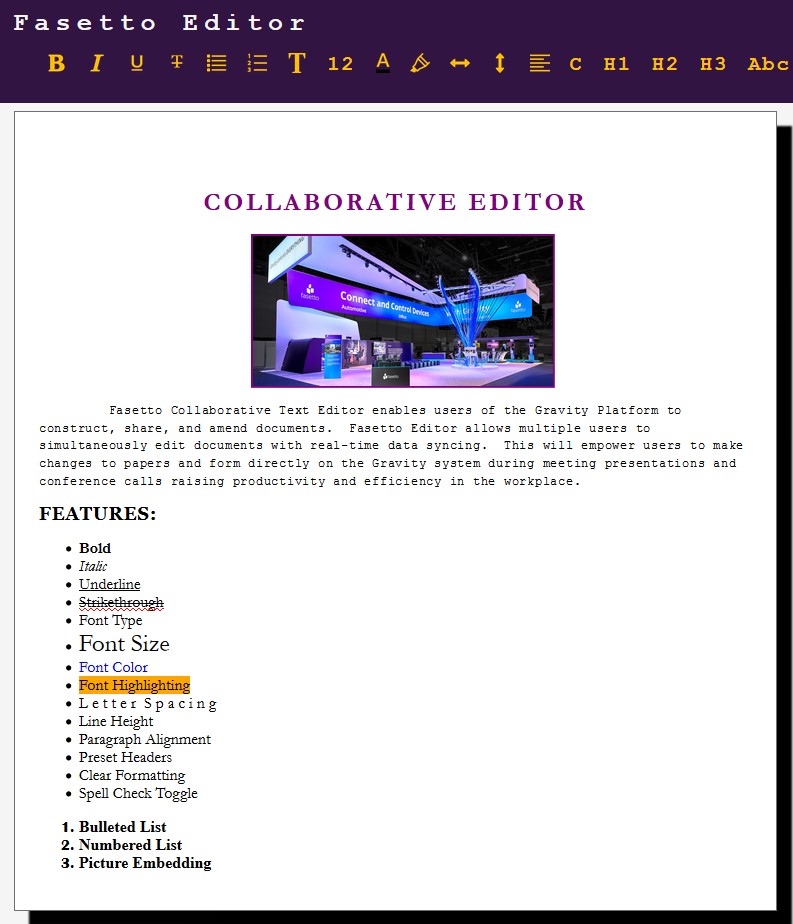 Fasetto Editor
B I U T T 12 A C H1 H2 H3 Abc
COLLABORATIVE EDITOR
fasetto
Connect and Control Devices
Automotive
fasetto
Fasetto Collaborative Text Editor enables users of the Gravity Platform to
construct, share, and amend documents.  Fasetto Editor allows multiple users to
simultaneously edit documents with real-time data syncing.  This will empower users to make
changes to papers and form directly on the Gravity system during meeting presentations and
conference calls raising productivity and efficiency in the workplace.
FEATURES:
Bold
Italic
Underline
Strikethrough
Font Type
Font Size
Font Color
Font Highlighting
Letter Spacing
Line Height
Paragraph Alignment
Preset Headers
Clear Formatting
Spell Check Toggle
1. Bulleted List
2. Numbered List
3. Picture Embedding